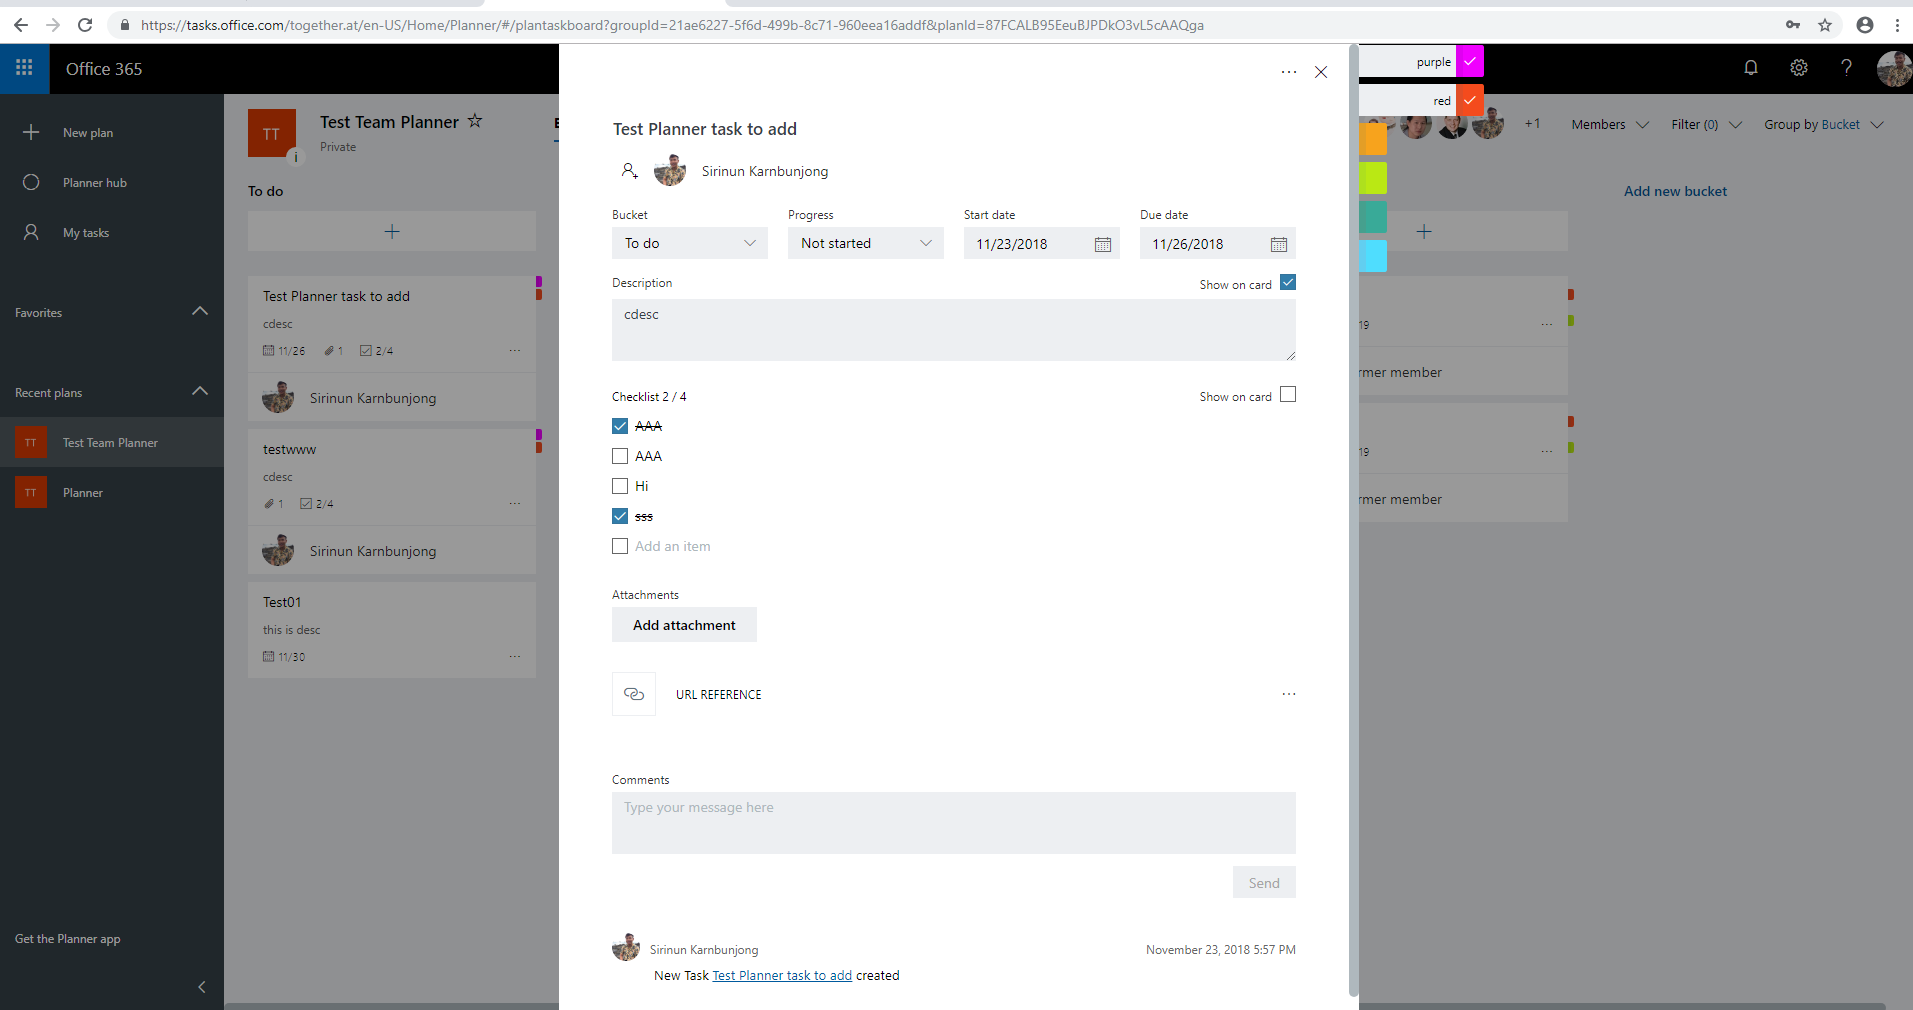 https://tasks.office.com/together.at/en-US/Home/Planner/#/plantaskboard?groupId=21ae6227-5f6d-499b-8c71-960eea16addf&planId=87FCALB95EeuBJPDkO3vL5cAAQga
Office 365
New plan
Planner hub
My tasks
Favorites
Recent plans
TT Test Team Planner
TT Planner
Get the Planner app
TT
Test Team Planner
Private
To do
Test Planner task to add
cdesc
11/26 1 2/4
Sirinun Karnbunjong
testwww
cdesc
1 2/4
Sirinun Karnbunjong
Test01
this is desc
11/30
Test Planner task to add
Sirinun Karnbunjong
Bucket Progress Start date Due date
To do Not started 11/23/2018 11/26/2018
Description Show on card
cdesc
Checklist 2 / 4 Show on card
AAA
AAA
Hi
sss
Add an item
Attachments
Add attachment
URL REFERENCE
Comments
Type your message here
Send
Sirinun Karnbunjong November 23, 2018 5:57 PM
New Task Test Planner task to add created
purple
red
+1 Members Filter (0) Group by Bucket
Add new bucket
19
rmer member
19
rmer member